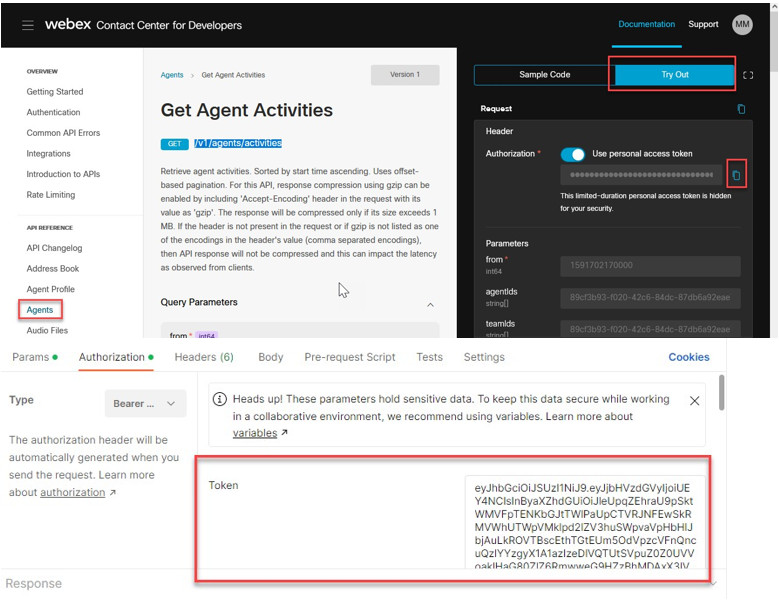 webex Contact Center for Developers
Documentation
Support
MM
OVERVIEW
Getting Started
Authentication
Common API Errors
Integrations
Introduction to APIs
Rate Limiting
API REFERENCE
API Changelog
Address Book
Agent Profile
Agents
Audio Files
Agents > Get Agent Activities
Version 1
Get Agent Activities
GET /v1/agents/activities
Retrieve agent activities. Sorted by start time ascending. Uses offset-
based pagination. For this API, response compression using gzip can be
enabled by including 'Accept-Encoding' header in the request with its
value as 'gzip'. The response will be compressed only if its size exceeds 1
MB. If the header is not present in the request or if gzip is not listed as one
of the encodings in the header's value (comma separated encodings),
then API response will not be compressed and this can impact the latency
as observed from clients.
Query Parameters
from * int64
Sample Code
Try Out
Request
Header
Authorization *
Use personal access token
This limited-duration personal access token is hidden
for your security.
Parameters
from *
int64
1591702170000
agentIds
string[]
89cf3b93-f020-42c6-84dc-87db6a92eae
teamIds
string[]
89cf3b93-f020-42c6-84dc-87db6a92eae
Params
Authorization
Headers (6)
Body
Pre-request Script
Tests
Settings
Cookies
Type
Bearer ...
The authorization header will be
automatically generated when you
send the request. Learn more
about authorization ↗
Heads up! These parameters hold sensitive data. To keep this data secure while working
in a collaborative environment, we recommend using variables. Learn more about
variables ↗
Token
Response